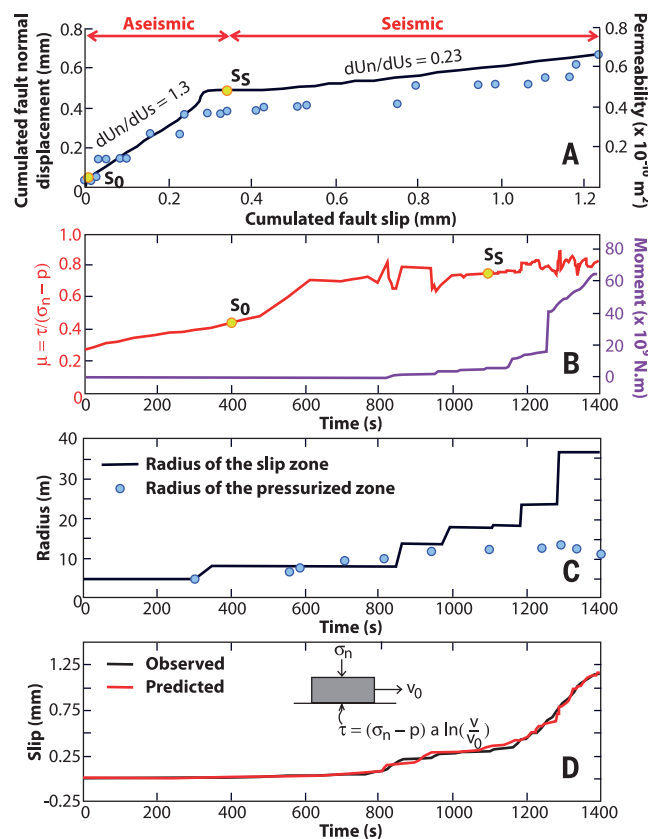 Aseismic Seismic
Cumulated fault normal
displacement (mm)
0.8
0.6
0.4
0.2
0
dUn/dUs = 1.3
Ss
dUn/dUs = 0.23
S0
A
0.8
0.6
0.4
0.2
Permeability (x 10⁻¹⁰ m²)
0 0.2 0.4 0.6 0.8 1.0 1.2
Cumulated fault slip (mm)
μ = τ/(σn – p)
1.0
0.8
0.6
0.4
0.2
0
S0
Ss
B
80
60
40
20
0
Moment
(x 10⁹ N.m)
0 200 400 600 800 1000 1200 1400
Time (s)
Radius (m)
40
30
20
10
Radius of the slip zone
Radius of the pressurized zone
C
0 200 400 600 800 1000 1200 1400
Time (s)
Slip (mm)
1.25
0.75
0.25
-0.25
Observed
Predicted
σn
v0
τ = (σn – p) a ln(v/v0)
D
0 200 400 600 800 1000 1200 1400
Time (s)